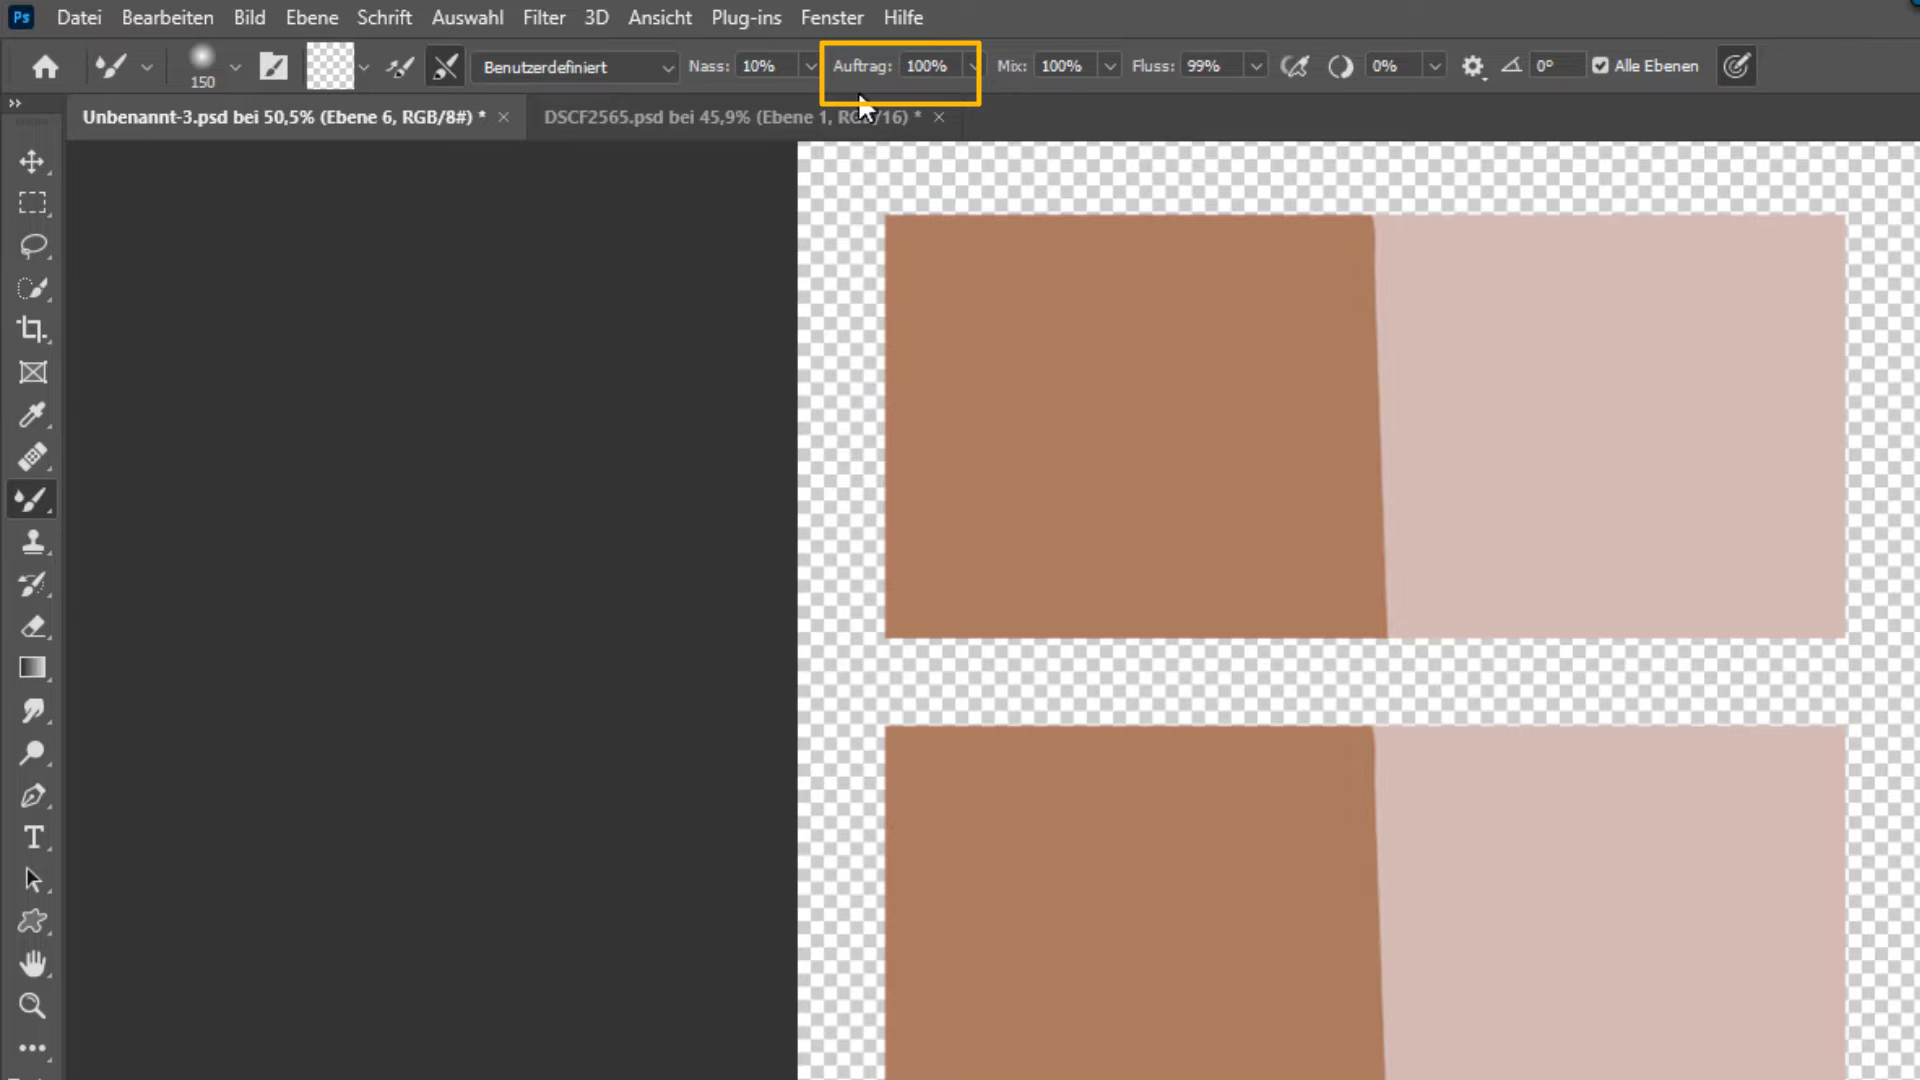 Ps Datei Bearbeiten Bild Ebene Schrift Auswahl Filter 3D Ansicht Plug-ins Fenster Hilfe
150 Benutzerdefiniert Nass: 10% Auftrag: 100% Mix: 100% Fluss: 99% 0% 0° Alle Ebenen
Unbenannt-3.psd bei 50,5% (Ebene 6, RGB/8#) * × DSCF2565.psd bei 45,9% (Ebene 1, RGB/16) * ×
T